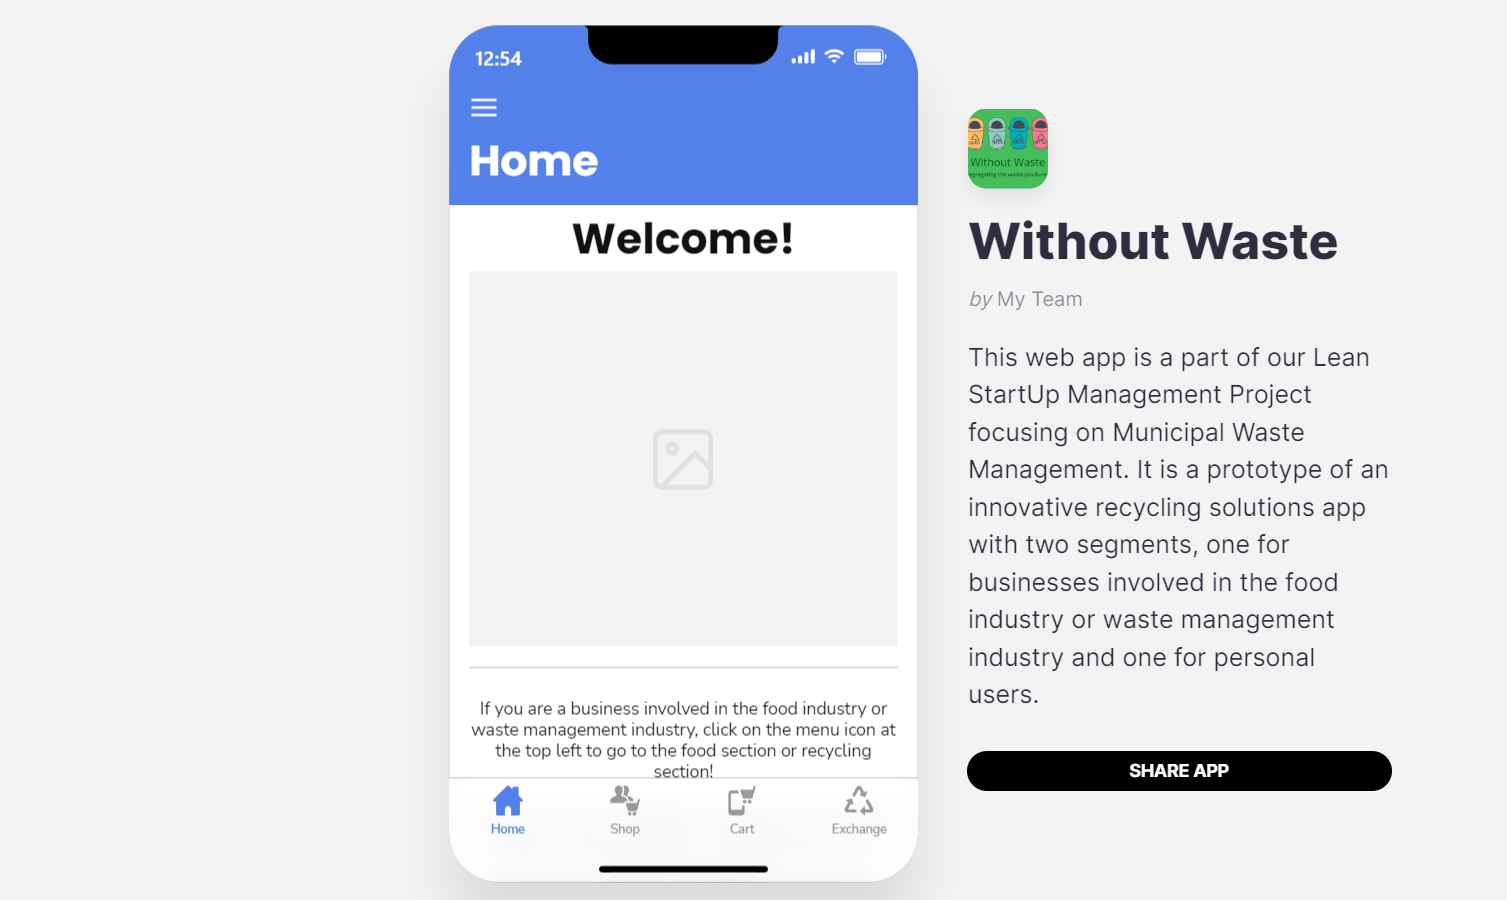 12:54
Home
Welcome!
If you are a business involved in the food industry or
waste management industry, click on the menu icon at
the top left to go to the food section or recycling
section!
Home
Shop
Cart
Exchange
Without Waste
Without Waste
by My Team
This web app is a part of our Lean
StartUp Management Project
focusing on Municipal Waste
Management. It is a prototype of an
innovative recycling solutions app
with two segments, one for
businesses involved in the food
industry or waste management
industry and one for personal
users.
SHARE APP